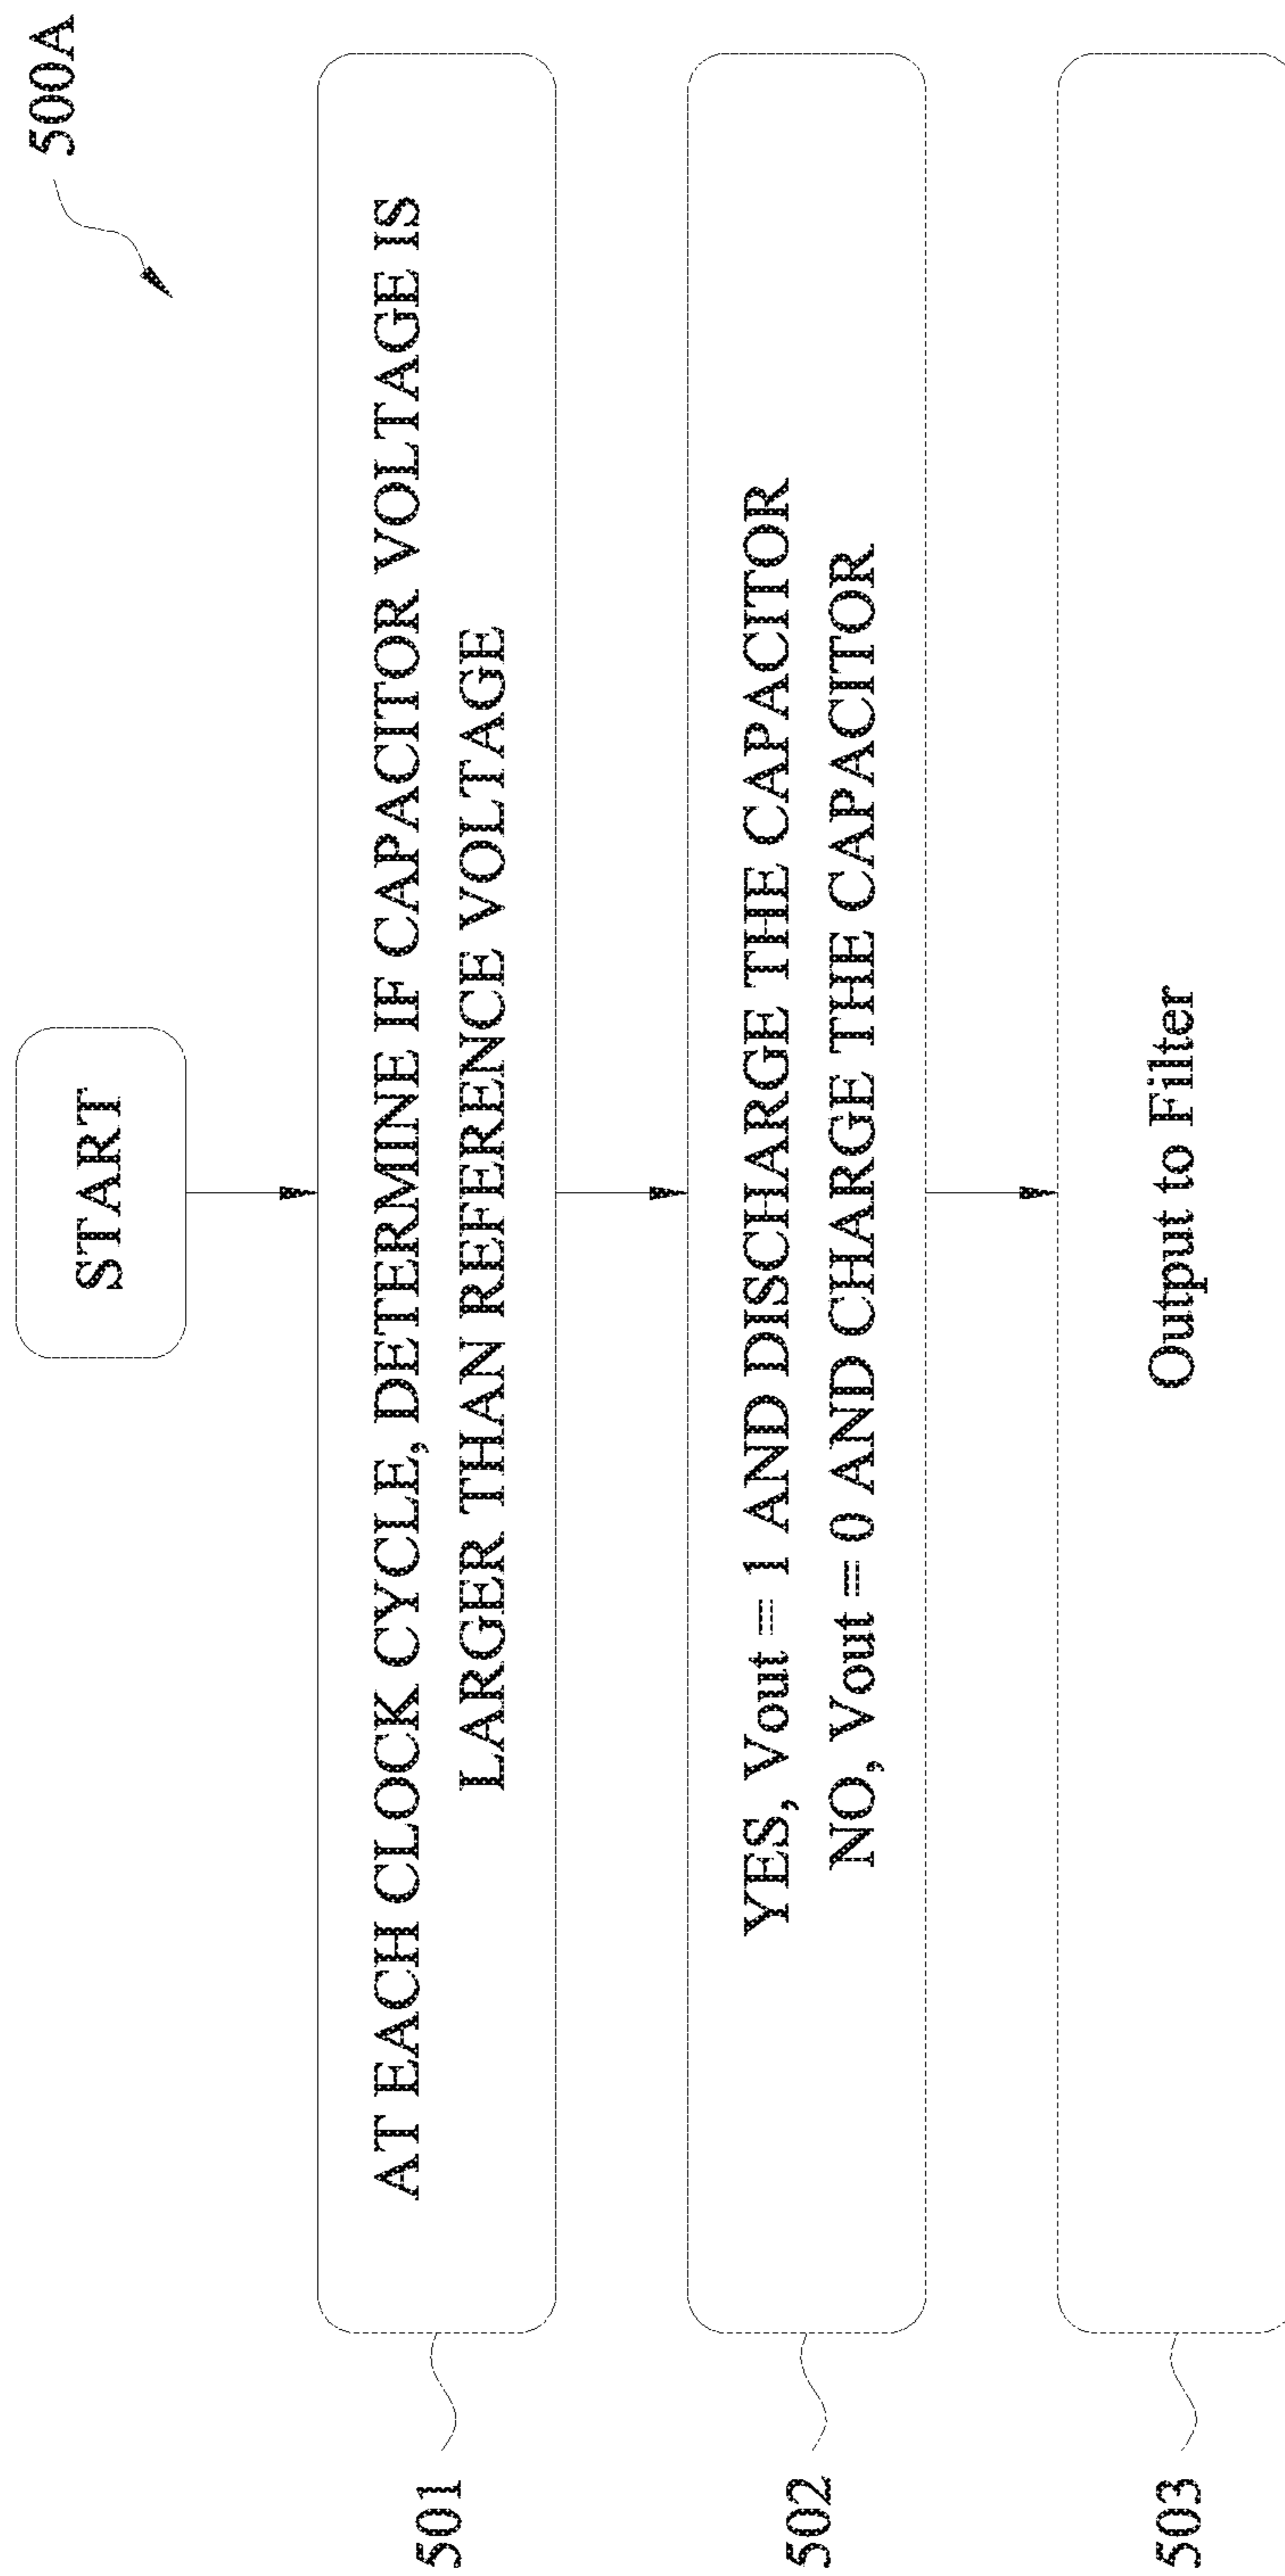 500A
START
501
AT EACH CLOCK CYCLE, DETERMINE IF CAPACITOR VOLTAGE IS
LARGER THAN REFERENCE VOLTAGE
502
YES, Vout = 1 AND DISCHARGE THE CAPACITOR
NO, Vout = 0 AND CHARGE THE CAPACITOR
503
Output to Filter